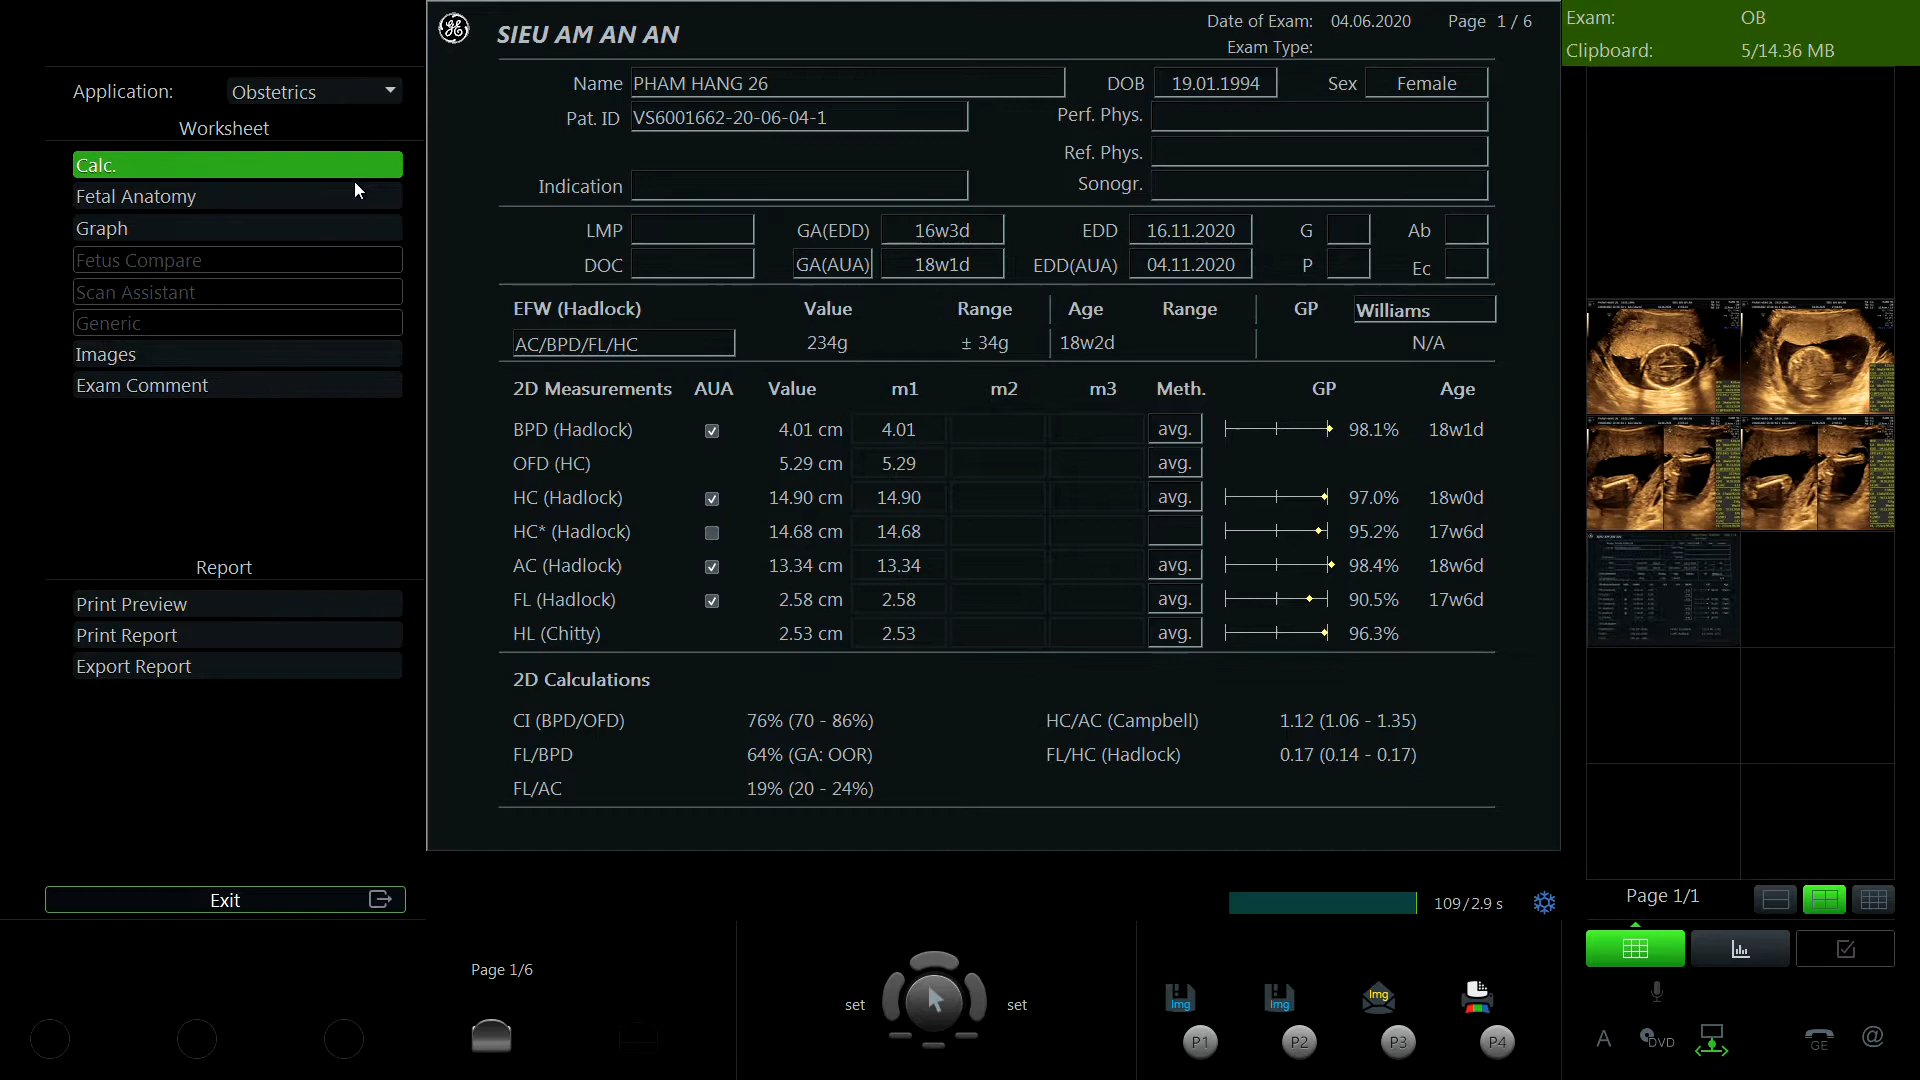 Application: Obstetrics
Worksheet
Calc.
Fetal Anatomy
Graph
Fetus Compare
Scan Assistant
Generic
Images
Exam Comment
Report
Print Preview
Print Report
Export Report
Exit
SIEU AM AN AN
Date of Exam: 04.06.2020 Page 1 / 6
Exam Type:
Name PHAM HANG 26 DOB 19.01.1994 Sex Female
Pat. ID VS6001662-20-06-04-1 Perf. Phys.
Ref. Phys.
Indication Sonogr.
LMP GA(EDD) 16w3d EDD 16.11.2020 G Ab
DOC GA(AUA) 18w1d EDD(AUA) 04.11.2020 P Ec
EFW (Hadlock) Value Range Age Range GP Williams
AC/BPD/FL/HC 234g ± 34g 18w2d N/A
2D Measurements AUA Value m1 m2 m3 Meth. GP Age
BPD (Hadlock) 4.01 cm 4.01 avg. 98.1% 18w1d
OFD (HC) 5.29 cm 5.29 avg.
HC (Hadlock) 14.90 cm 14.90 avg. 97.0% 18w0d
HC* (Hadlock) 14.68 cm 14.68 95.2% 17w6d
AC (Hadlock) 13.34 cm 13.34 avg. 98.4% 18w6d
FL (Hadlock) 2.58 cm 2.58 avg. 90.5% 17w6d
HL (Chitty) 2.53 cm 2.53 avg. 96.3%
2D Calculations
CI (BPD/OFD) 76% (70 - 86%) HC/AC (Campbell) 1.12 (1.06 - 1.35)
FL/BPD 64% (GA: OOR) FL/HC (Hadlock) 0.17 (0.14 - 0.17)
FL/AC 19% (20 - 24%)
109/2.9 s
Page 1/6
set set
Img Img Img
P1 P2 P3 P4
Exam: OB
Clipboard: 5/14.36 MB
Page 1/1
A DVD GE @